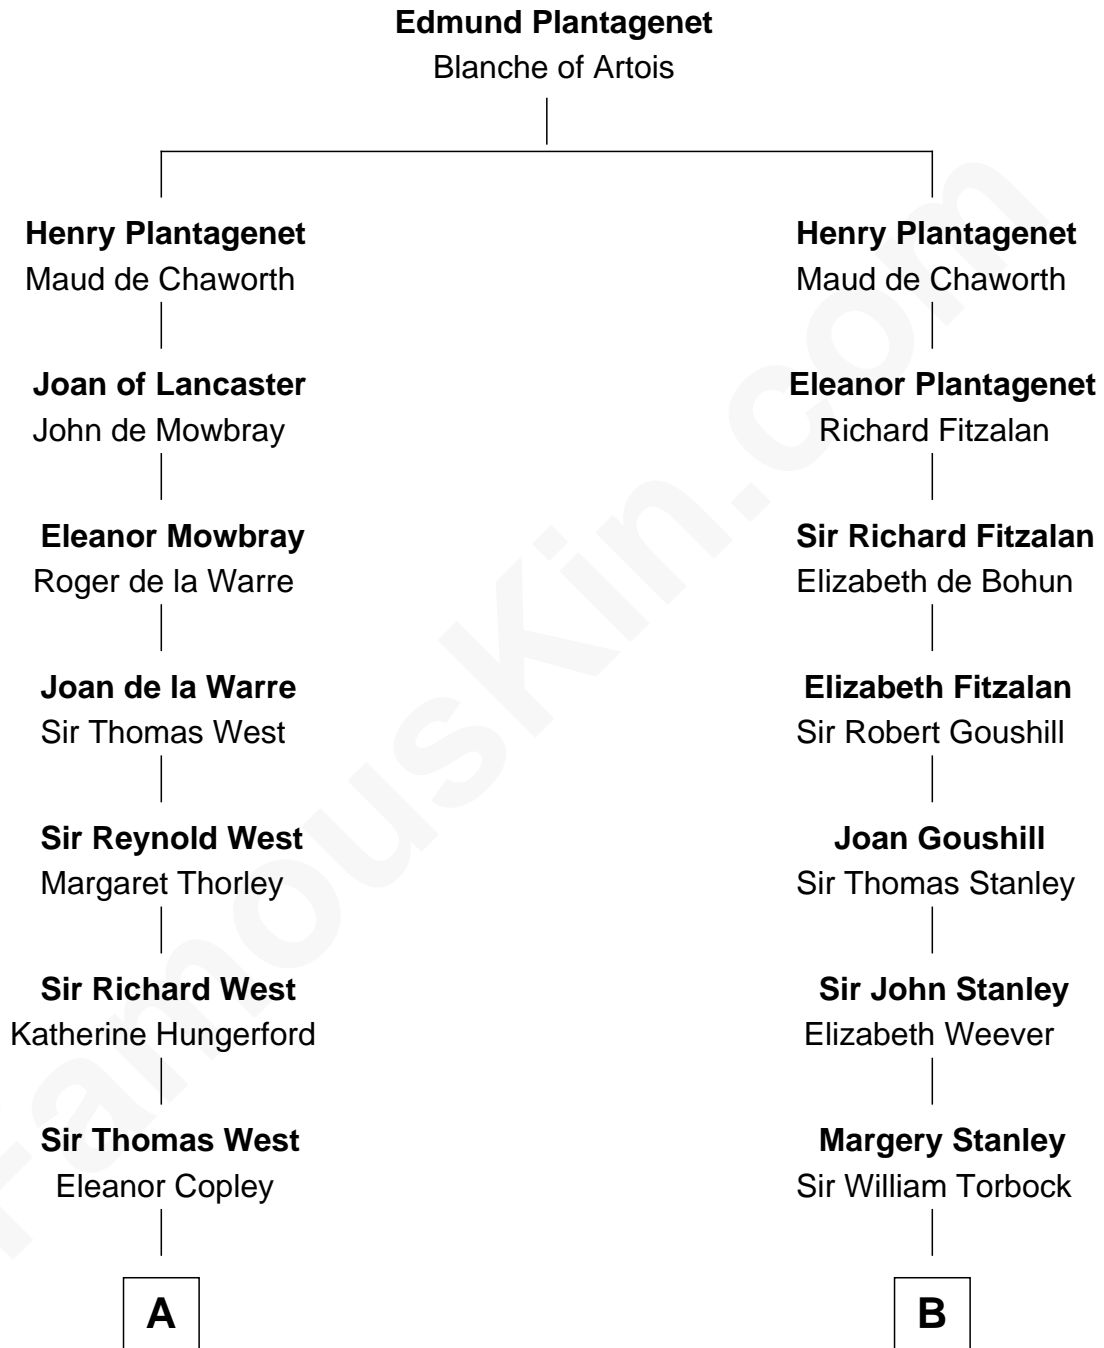 Edmund Plantagenet
Blanche of Artois
Henry Plantagenet
Maud de Chaworth
Henry Plantagenet
Maud de Chaworth
Joan of Lancaster
John de Mowbray
Eleanor Plantagenet
Richard Fitzalan
Eleanor Mowbray
Roger de la Warre
Sir Richard Fitzalan
Elizabeth de Bohun
Joan de la Warre
Sir Thomas West
Elizabeth Fitzalan
Sir Robert Goushill
Sir Reynold West
Margaret Thorley
Joan Goushill
Sir Thomas Stanley
Sir Richard West
Katherine Hungerford
Sir John Stanley
Elizabeth Weever
Sir Thomas West
Eleanor Copley
Margery Stanley
Sir William Torbock
A
B
FamousKin.com